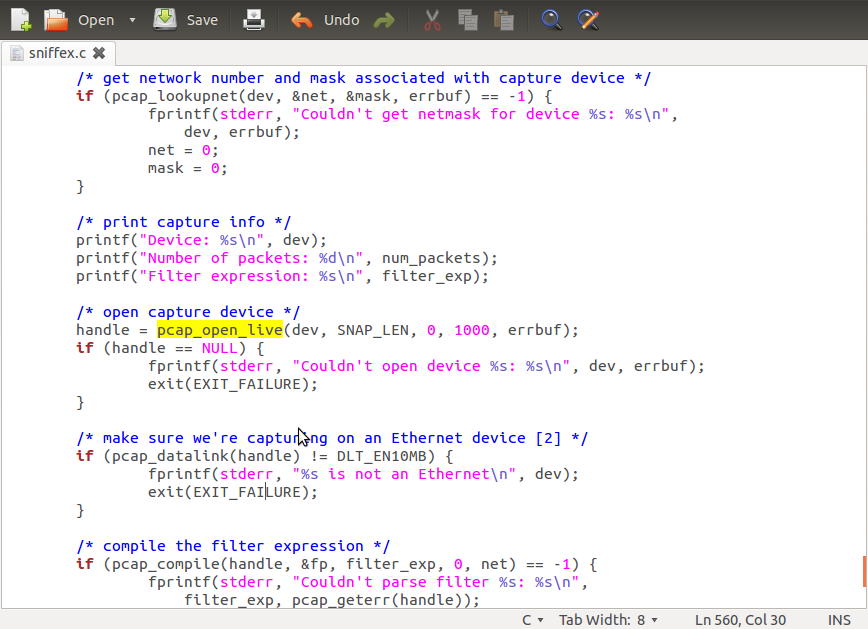 Open Save Undo
sniffex.c
/* get network number and mask associated with capture device */
if (pcap_lookupnet(dev, &net, &mask, errbuf) == -1) {
fprintf(stderr, "Couldn't get netmask for device %s: %s\n",
dev, errbuf);
net = 0;
mask = 0;
}
/* print capture info */
printf("Device: %s\n", dev);
printf("Number of packets: %d\n", num_packets);
printf("Filter expression: %s\n", filter_exp);
/* open capture device */
handle = pcap_open_live(dev, SNAP_LEN, 0, 1000, errbuf);
if (handle == NULL) {
fprintf(stderr, "Couldn't open device %s: %s\n", dev, errbuf);
exit(EXIT_FAILURE);
}
/* make sure we're capturing on an Ethernet device [2] */
if (pcap_datalink(handle) != DLT_EN10MB) {
fprintf(stderr, "%s is not an Ethernet\n", dev);
exit(EXIT_FAILURE);
}
/* compile the filter expression */
if (pcap_compile(handle, &fp, filter_exp, 0, net) == -1) {
fprintf(stderr, "Couldn't parse filter %s: %s\n",
filter_exp, pcap_geterr(handle));
C Tab Width: 8 Ln 560, Col 30 INS